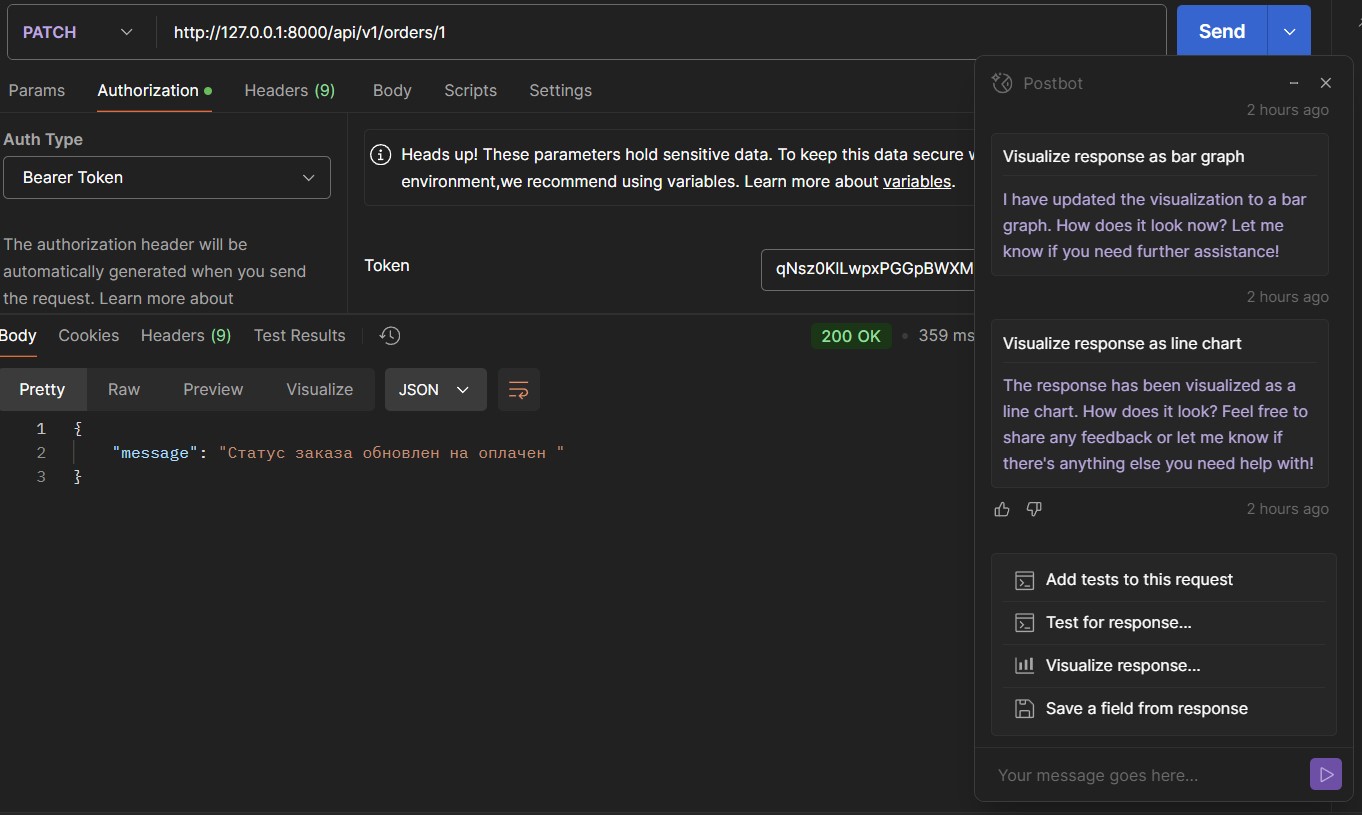 PATCH
http://127.0.0.1:8000/api/v1/orders/1
Send
Params
Authorization
Headers (9)
Body
Scripts
Settings
Auth Type
Bearer Token
The authorization header will be
automatically generated when you send
the request. Learn more about
Heads up! These parameters hold sensitive data. To keep this data secure
environment,we recommend using variables. Learn more about variables.
Token
qNsz0KlLwpxPGGpBWXM
Body
Cookies
Headers (9)
Test Results
200 OK
359 ms
Pretty
Raw
Preview
Visualize
JSON
1 {
2 "message": "Статус заказа обновлен на оплачен "
3 }
Postbot
2 hours ago
Visualize response as bar graph
I have updated the visualization to a bar
graph. How does it look now? Let me
know if you need further assistance!
2 hours ago
Visualize response as line chart
The response has been visualized as a
line chart. How does it look? Feel free to
share any feedback or let me know if
there's anything else you need help with!
2 hours ago
Add tests to this request
Test for response...
Visualize response...
Save a field from response
Your message goes here...